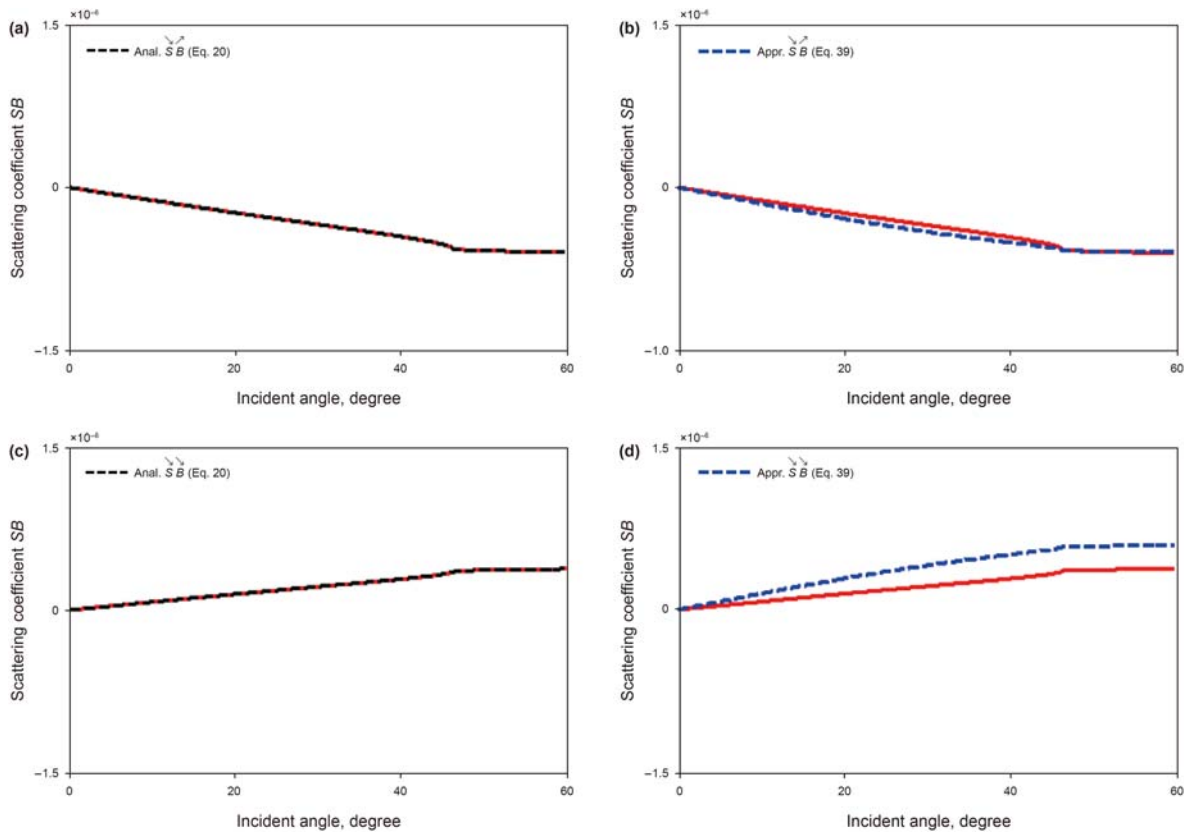 (a)
×10⁻⁶
1.5
Anal. S B (Eq. 20)
Scattering coefficient SB
0
−1.5
0 20 40 60
Incident angle, degree
(b)
×10⁻⁶
1.5
Appr. S B (Eq. 39)
Scattering coefficient SB
0
−1.0
0 20 40 60
Incident angle, degree
(c)
×10⁻⁶
1.5
Anal. S B (Eq. 20)
Scattering coefficient SB
0
−1.5
0 20 40 60
Incident angle, degree
(d)
×10⁻⁶
1.5
Appr. S B (Eq. 39)
Scattering coefficient SB
0
−1.5
0 20 40 60
Incident angle, degree